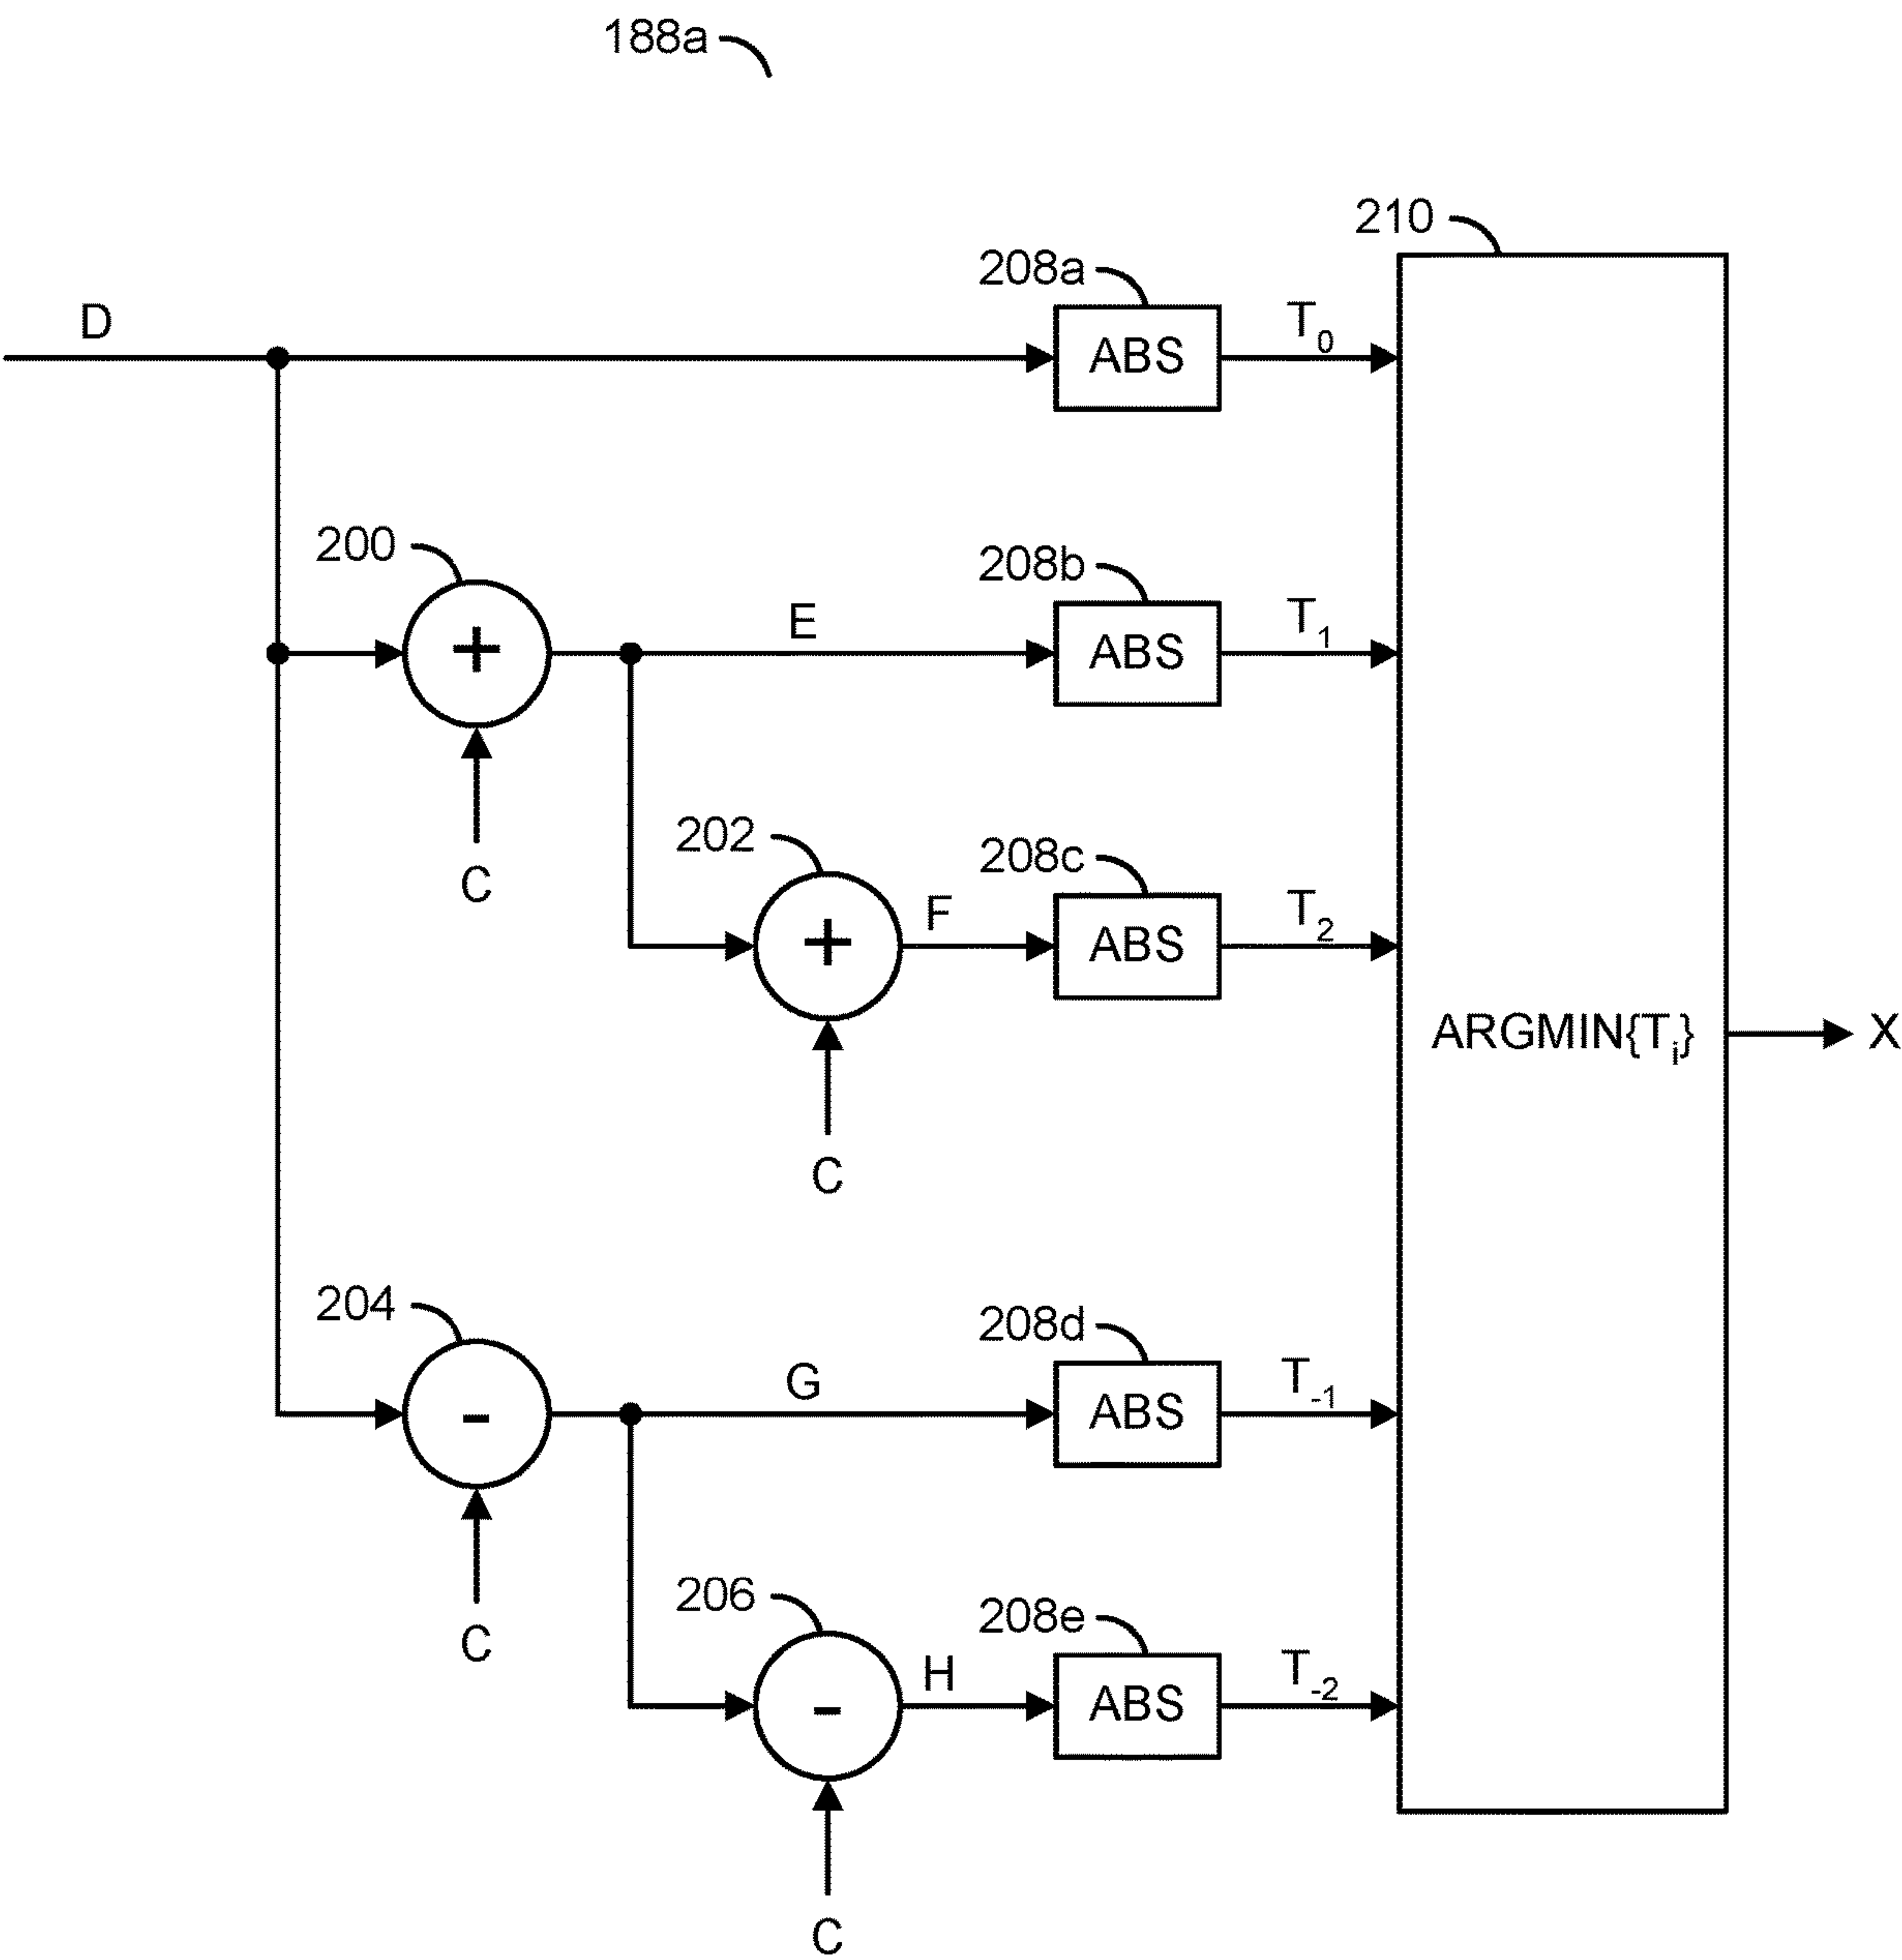 188a
210
208a
D
ABS
T0
200
208b
+
E
ABS
T1
C
202
208c
+
F
ABS
T2
ARGMIN{Ti}
X
C
204
208d
-
G
ABS
T-1
C
206
208e
-
H
ABS
T-2
C